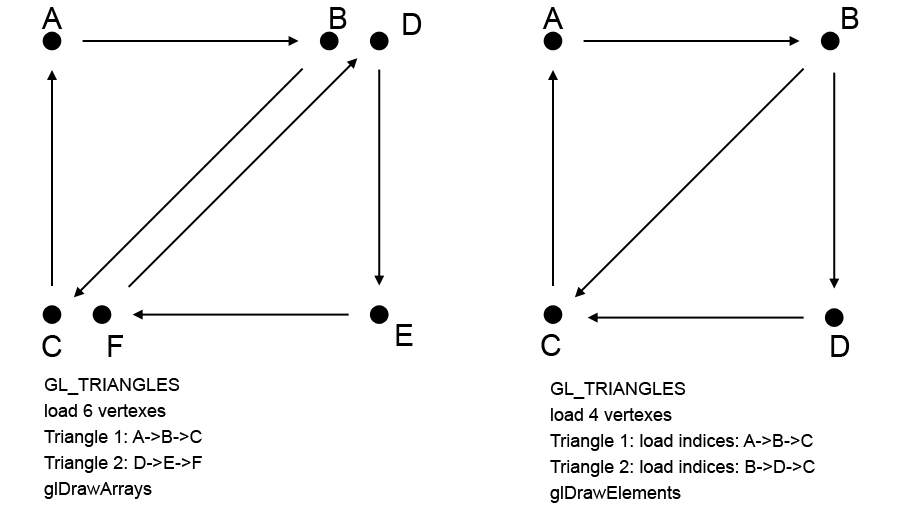 A
B
D
C
F
E
GL_TRIANGLES
load 6 vertexes
Triangle 1: A->B->C
Triangle 2: D->E->F
glDrawArrays
A
B
C
D
GL_TRIANGLES
load 4 vertexes
Triangle 1: load indices: A->B->C
Triangle 2: load indices: B->D->C
glDrawElements